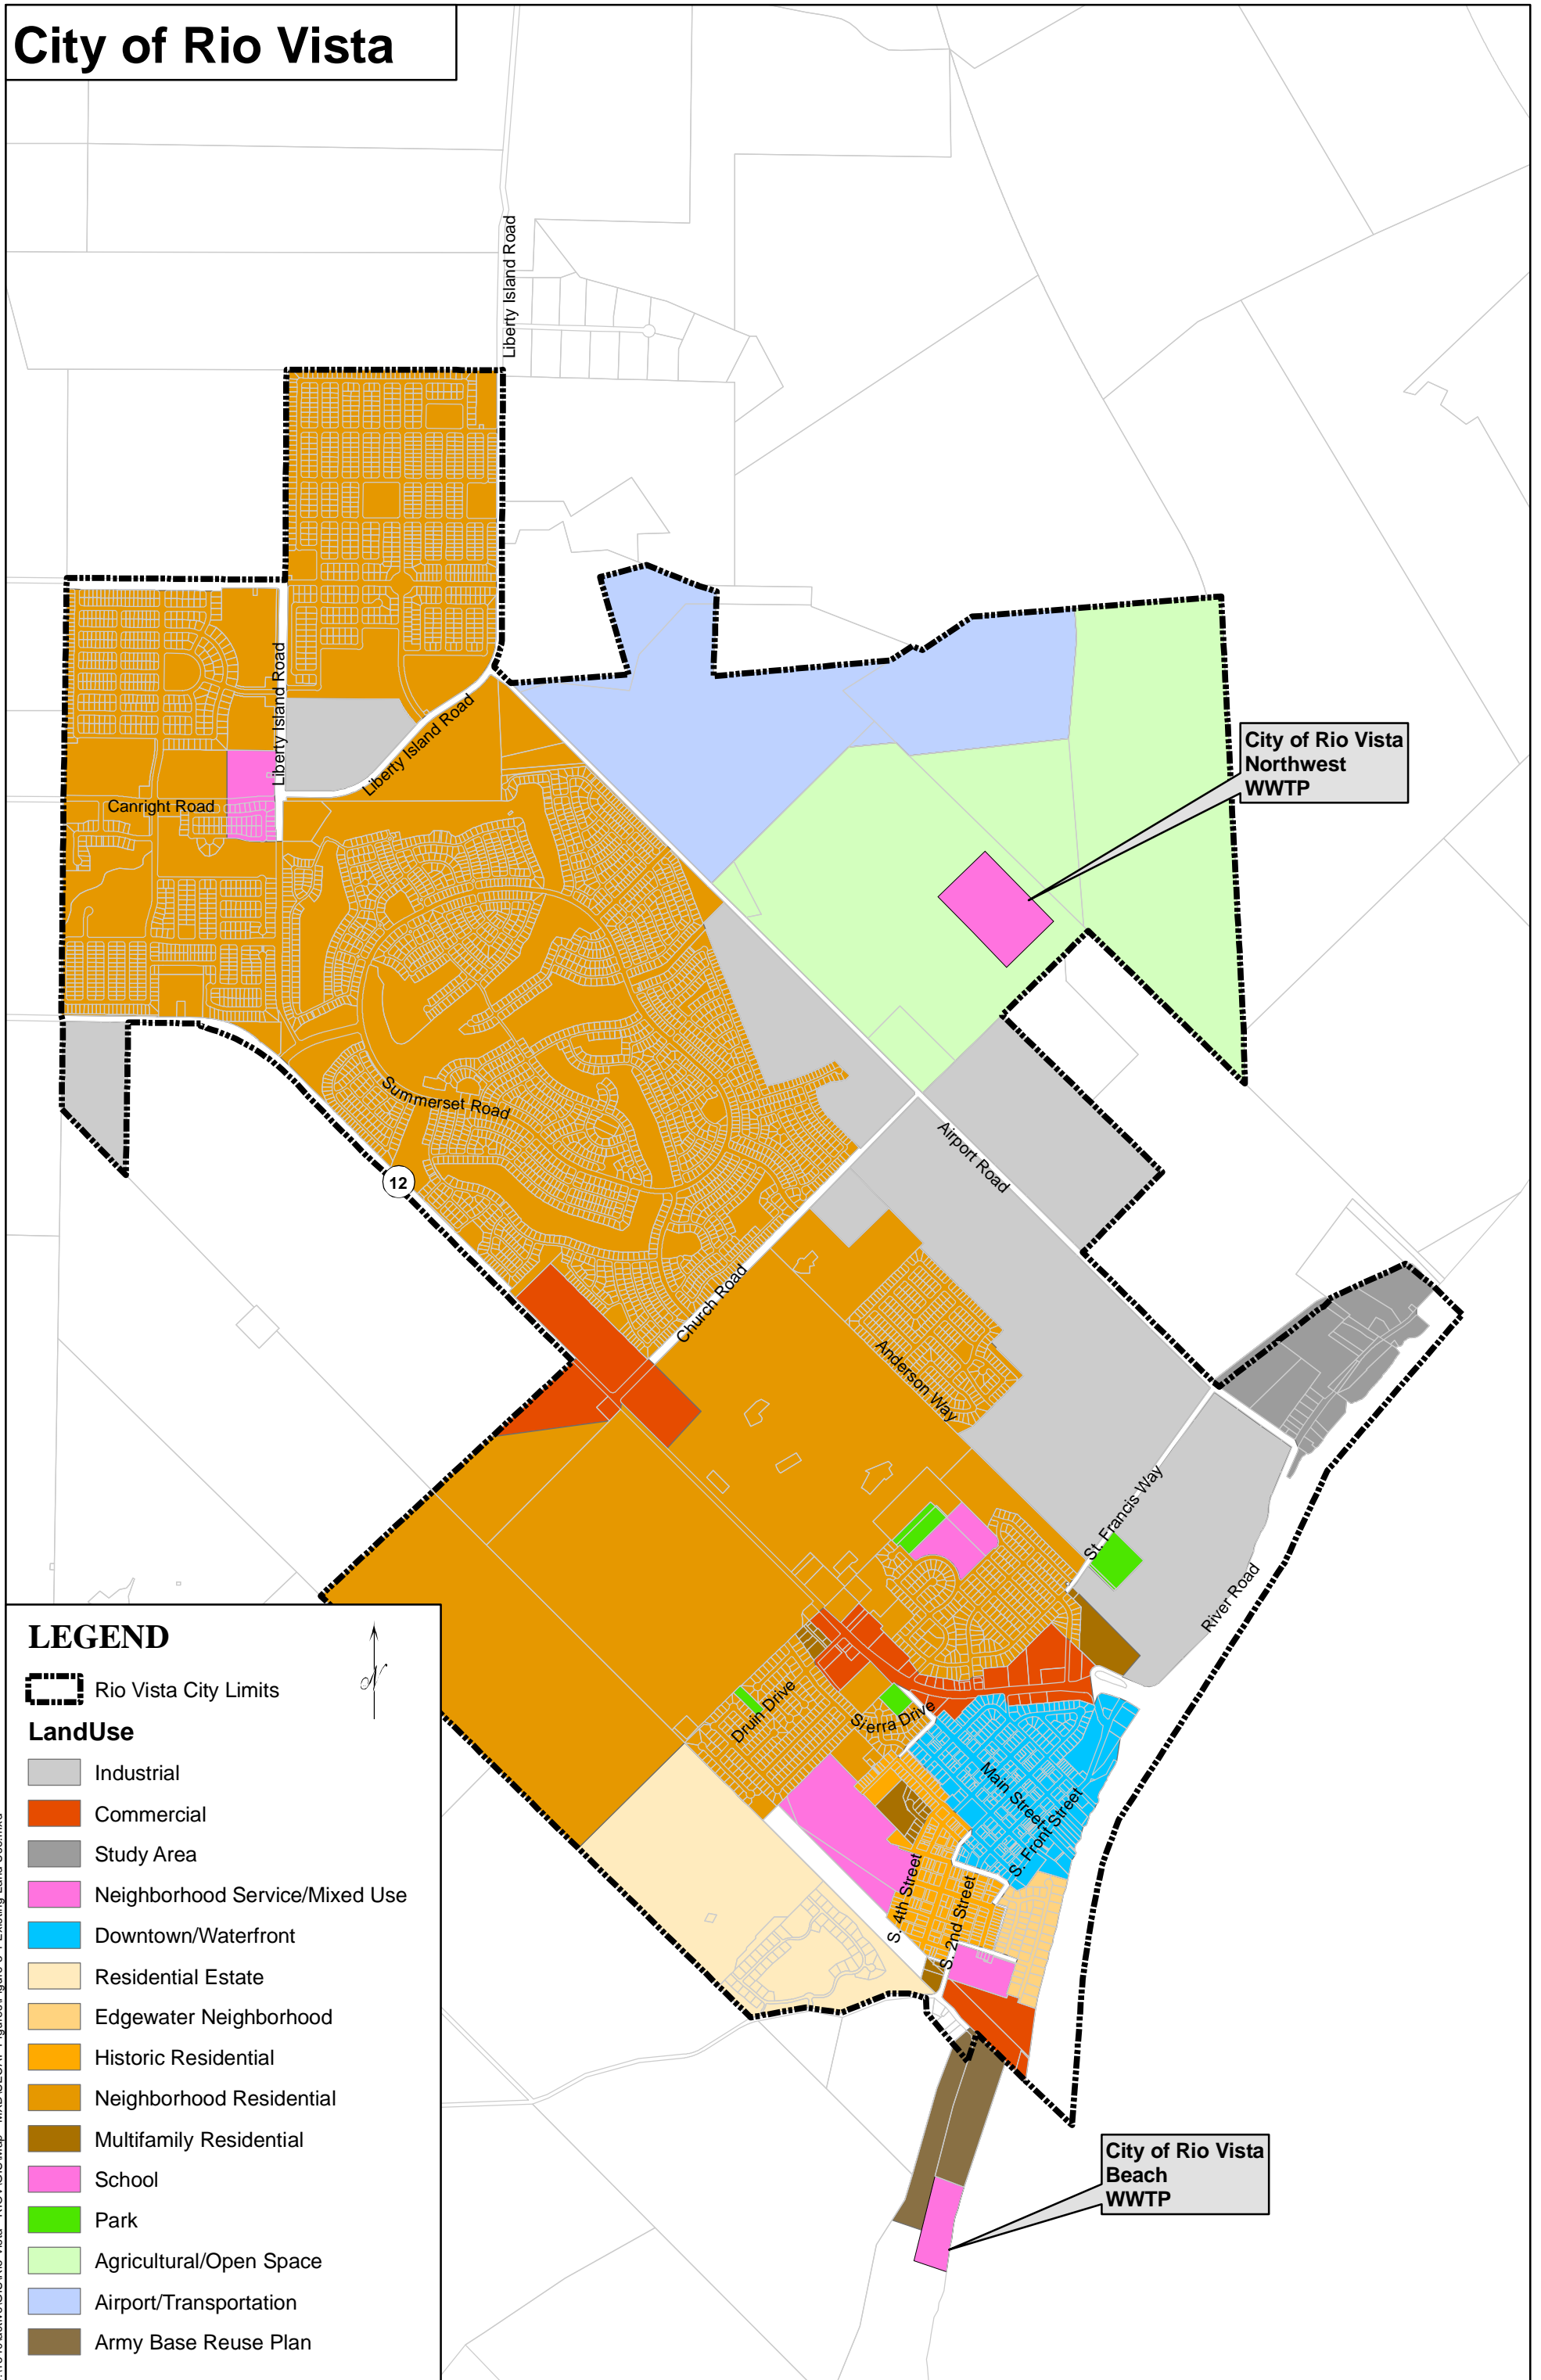 City of Rio Vista
Liberty Island Road
Liberty Island Road
Liberty Island Road
City of Rio Vista
Northwest
WWTP
Canright Road
Summerset Road
Airport Road
12
Church Road
Anderson Way
St. Francis Way
River Road
Druin Drive
Sierra Drive
Main Street
S. Front Street
S. 4th Street
S. 2nd Street
City of Rio Vista
Beach
WWTP
LEGEND
N
Rio Vista City Limits
LandUse
Industrial
Commercial
Study Area
Neighborhood Service/Mixed Use
Downtown/Waterfront
Residential Estate
Edgewater Neighborhood
Historic Residential
Neighborhood Residential
Multifamily Residential
School
Park
Agricultural/Open Space
Airport/Transportation
Army Base Reuse Plan